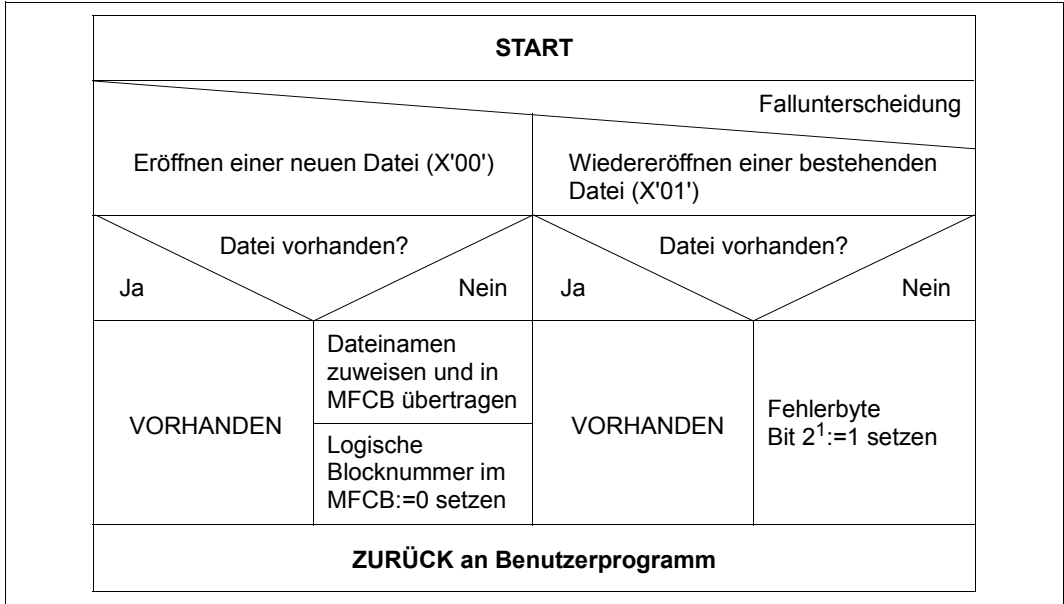 START
Fallunterscheidung
Eröffnen einer neuen Datei (X'00')
Wiedereröffnen einer bestehenden
Datei (X'01')
Datei vorhanden?
Ja
Nein
Datei vorhanden?
Ja
Nein
VORHANDEN
Dateinamen
zuweisen und in
MFCB übertragen
Logische
Blocknummer im
MFCB:=0 setzen
VORHANDEN
Fehlerbyte
Bit 2¹:=1 setzen
ZURÜCK an Benutzerprogramm